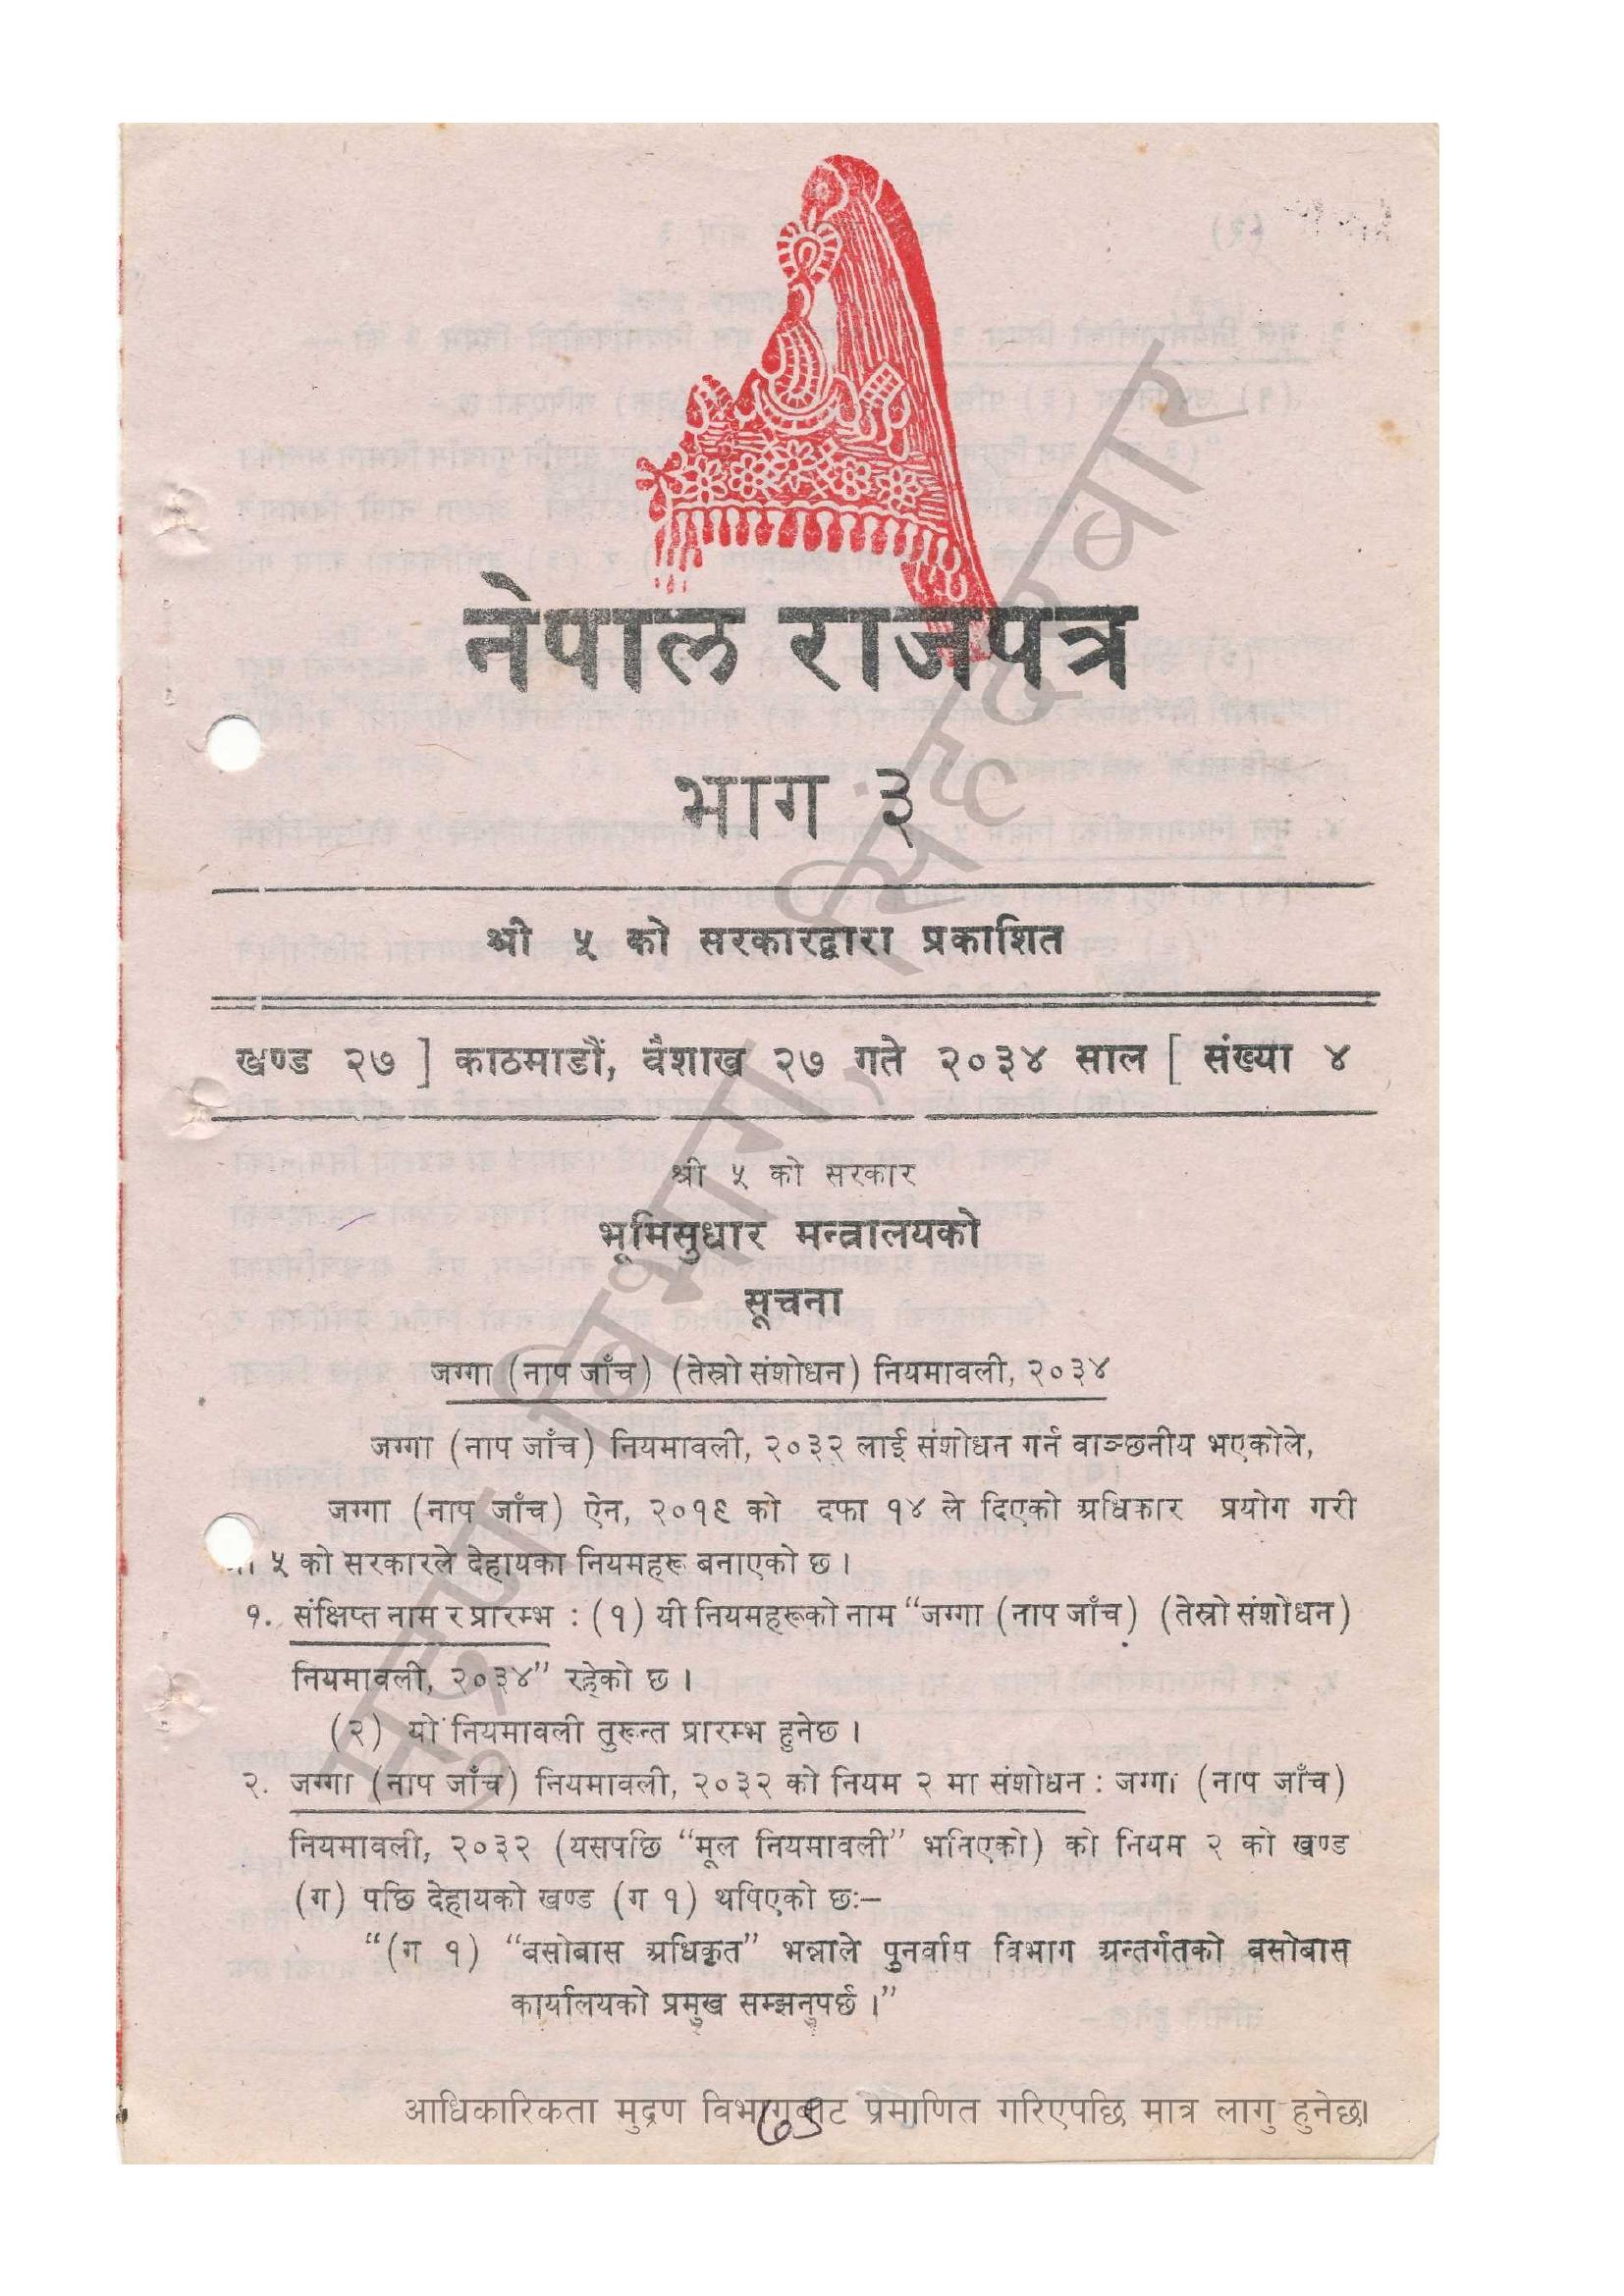 नेपाल राजपत्र
भाग ३
श्री ५ को सरकारद्वारा प्रकाशित
खण्ड २७ ] काठमाडौं, वैशाख २७ गते २०३४ साल [ संख्या ४
श्री ५ को सरकार
भूमिसुधार मन्त्रालयको
सूचना
जग्गा (नाप जाँच) (तेस्रो संशोधन) नियमावली, २०३४
जग्गा (नाप जाँच) नियमावली, २०३२ लाई संशोधन गर्न वाञ्छनीय भएकोले,
जग्गा (नाप जाँच) ऐन, २०१९ को दफा १४ ले दिएको अधिकार प्रयोग गरी
५ को सरकारले देहायका नियमहरू बनाएको छ ।
१. संक्षिप्त नाम र प्रारम्भ : (१) यी नियमहरूको नाम “जग्गा (नाप जाँच) (तेस्रो संशोधन)
नियमावली, २०३४” रहेको छ ।
(२) यो नियमावली तुरून्त प्रारम्भ हुनेछ ।
२. जग्गा (नाप जाँच) नियमावली, २०३२ को नियम २ मा संशोधन : जग्गा (नाप जाँच)
नियमावली, २०३२ (यसपछि “मूल नियमावली” भनिएको) को नियम २ को खण्ड
(ग) पछि देहायको खण्ड (ग १) थपिएको छः–
“(ग १) “बसोबास अधिकृत” भन्नाले पुनर्वास विभाग अन्तर्गतको बसोबास
कार्यालयको प्रमुख सम्झनुपर्छ ।”
मुद्रण विभाग, सिंहदरवार
आधिकारिकता मुद्रण विभागबाट प्रमाणित गरिएपछि मात्र लागु हुनेछ।